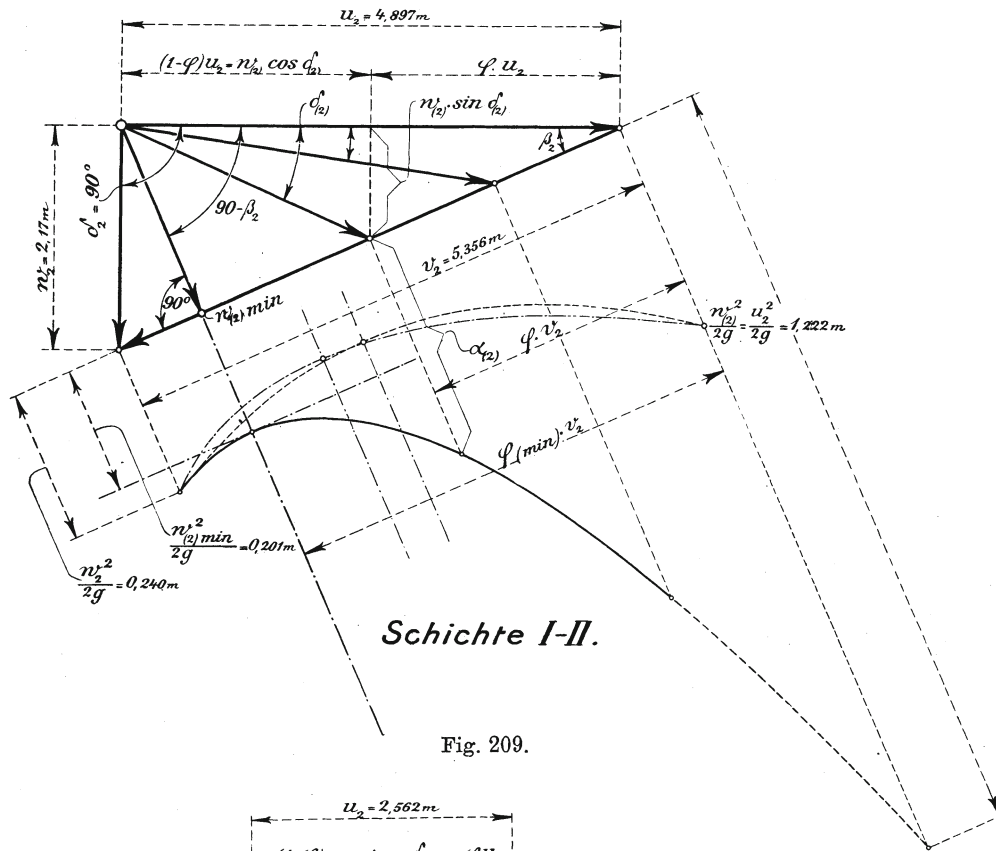 u₂ = 4,897 m
(1-φ)u₂ = w₍₂₎ cos δ₍₂₎
φ. u₂
δ₍₂₎
w₍₂₎. sin δ₍₂₎
β₂
δ₂ = 90°
90-β₂
w₂ = 2,17 m
v₂ = 5,356 m
90°
w₍₂₎ min
α₍₂₎
φ. v₂
w₍₂₎²/2g = u₂²/2g = 1,222 m
φ₍min₎. v₂
w₍₂₎² min/2g = 0,201 m
w₂²/2g = 0,240 m
Schichte I-II.
Fig. 209.
u₂ = 2,562 m